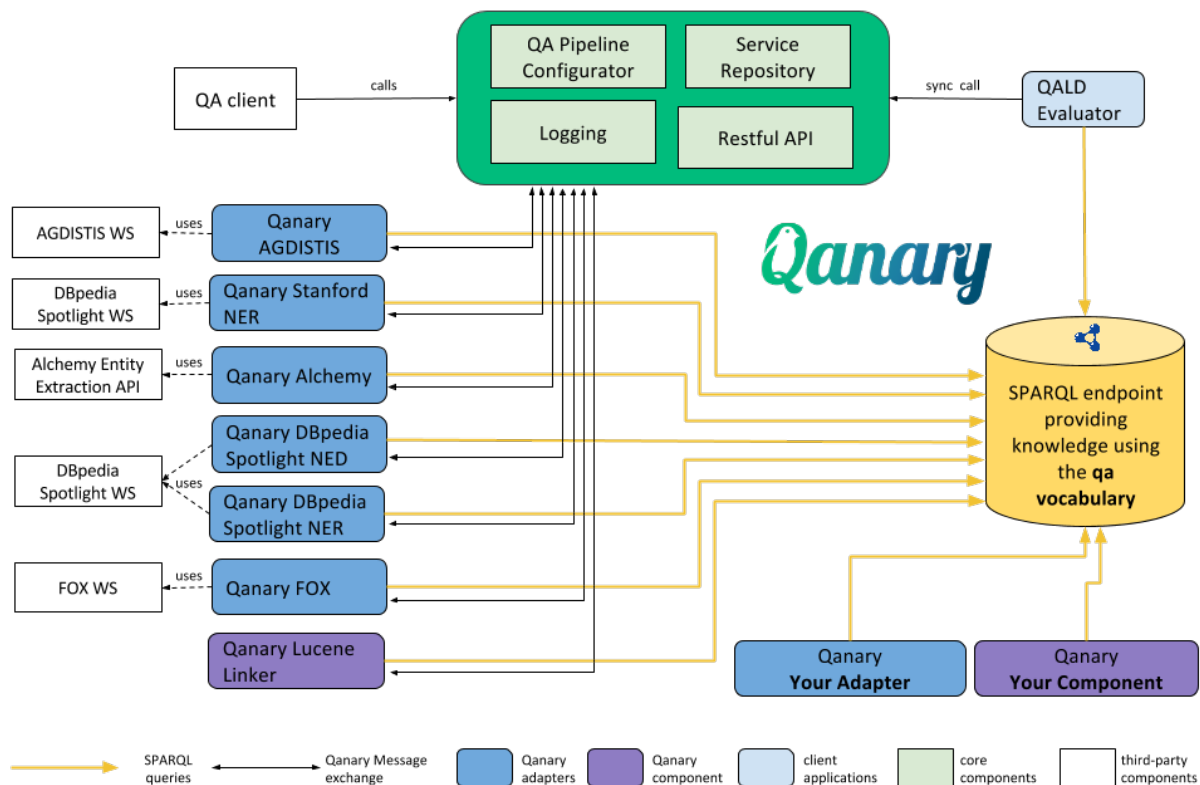 QA Pipeline
Configurator
Service
Repository
Logging
Restful API
QA client
calls
sync call
QALD
Evaluator
AGDISTIS WS
uses
Qanary
AGDISTIS
Qanary
DBpedia
Spotlight WS
uses
Qanary Stanford
NER
Alchemy Entity
Extraction API
uses
Qanary Alchemy
DBpedia
Spotlight WS
uses
Qanary DBpedia
Spotlight NED
Qanary DBpedia
Spotlight NER
SPARQL endpoint
providing
knowledge using
the qa
vocabulary
FOX WS
uses
Qanary FOX
Qanary Lucene
Linker
Qanary
Your Adapter
Qanary
Your Component
SPARQL
queries
Qanary Message
exchange
Qanary
adapters
Qanary
component
client
applications
core
components
third-party
components